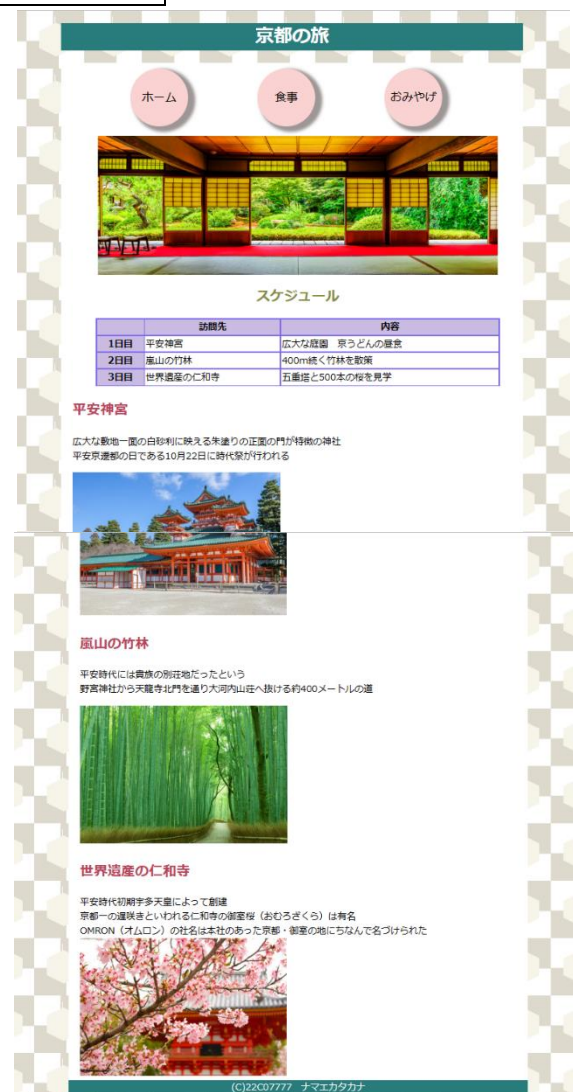 京都の旅
ホーム 食事 おみやげ
スケジュール
訪問先 内容
1日目 平安神宮 広大な庭園 京うどんの昼食
2日目 嵐山の竹林 400m続く竹林を散策
3日目 世界遺産の仁和寺 五重塔と500本の桜を見学
平安神宮
広大な敷地一面の白砂利に映える朱塗りの正面の門が特徴の神社
平安京遷都の日である10月22日に時代祭が行われる
嵐山の竹林
平安時代には貴族の別荘地だったという
野宮神社から天龍寺北門を通り大河内山荘へ抜ける約400メートルの道
世界遺産の仁和寺
平安時代初期宇多天皇によって創建
京都一の遅咲きといわれる仁和寺の御室桜（おむろざくら）は有名
OMRON（オムロン）の社名は本社のあった京都・御室の地にちなんで名づけられた
(C)22C07777 ナマエカタカナ